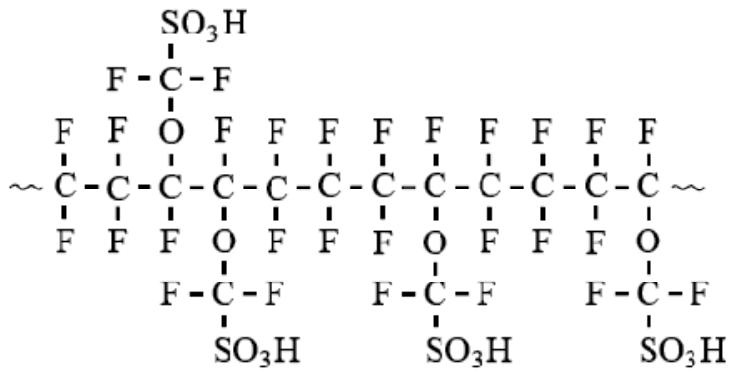 SO₃H
F-C-F
F F O F F F F F F F F F
C-C-C-C-C-C-C-C-C-C-C-C
F F F O F F F O F F F O
F-C-F F-C-F F-C-F
SO₃H SO₃H SO₃H